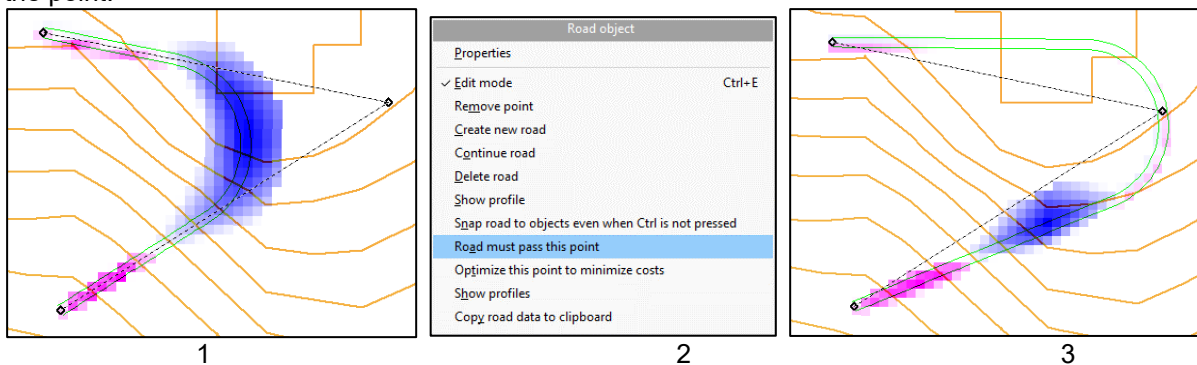 the point.
Road object
Properties
✓ Edit mode Ctrl+E
Remove point
Create new road
Continue road
Delete road
Show profile
Snap road to objects even when Ctrl is not pressed
Road must pass this point
Optimize this point to minimize costs
Show profiles
Copy road data to clipboard
1 2 3